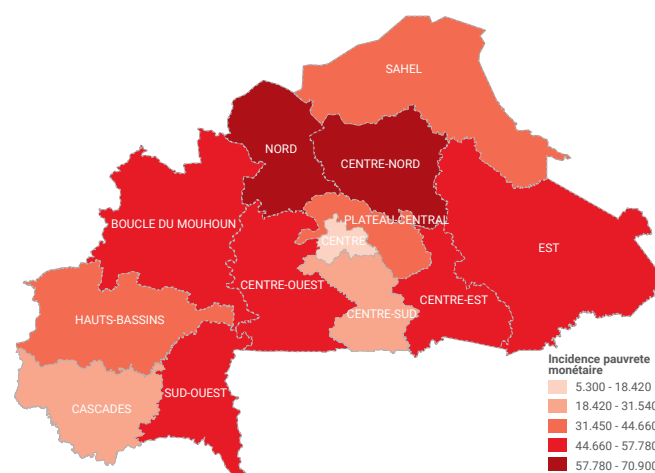 SAHEL
NORD
CENTRE-NORD
BOUCLE DU MOUHOUN
PLATEAU-CENTRAL
CENTRE
EST
CENTRE-OUEST
CENTRE-EST
CENTRE-SUD
HAUTS-BASSINS
SUD-OUEST
CASCADES
Incidence pauvrete
monétaire
5.300 - 18.420
18.420 - 31.540
31.450 - 44.660
44.660 - 57.780
57.780 - 70.900